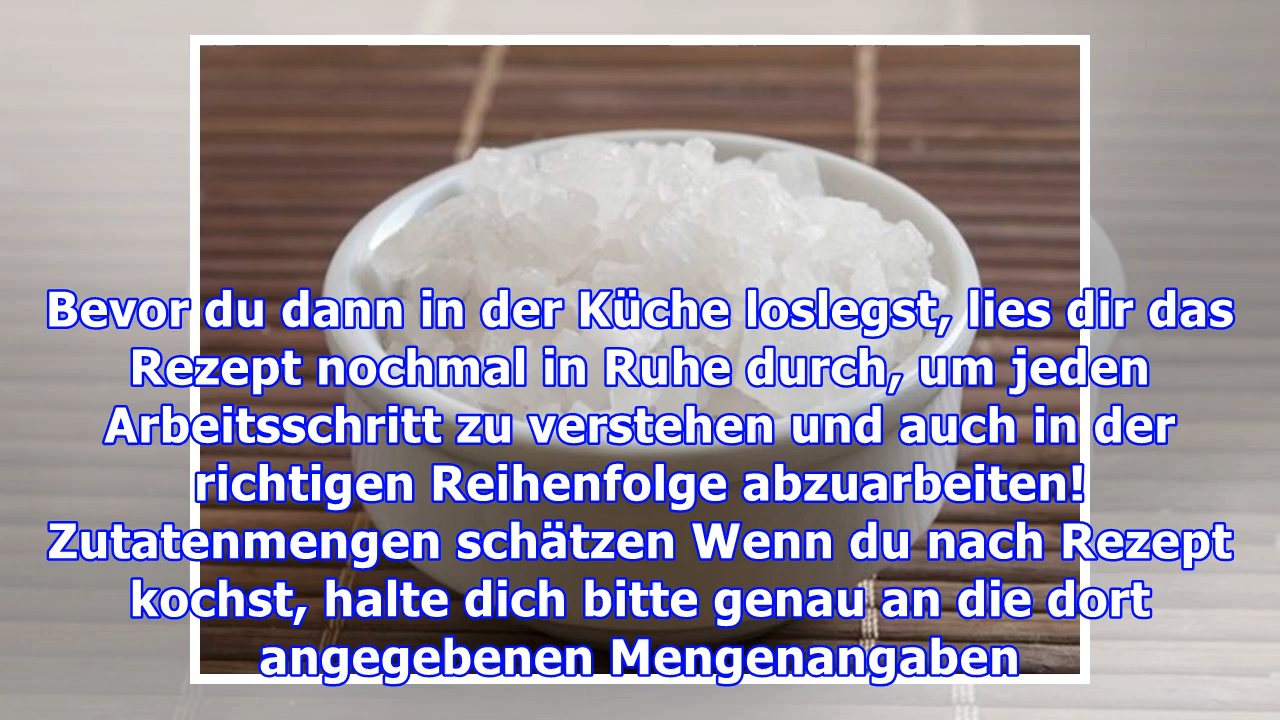 Bevor du dann in der Küche loslegst, lies dir das
Rezept nochmal in Ruhe durch, um jeden
Arbeitsschritt zu verstehen und auch in der
richtigen Reihenfolge abzuarbeiten!
Zutatenmengen schätzen Wenn du nach Rezept
kochst, halte dich bitte genau an die dort
angegebenen Mengenangaben